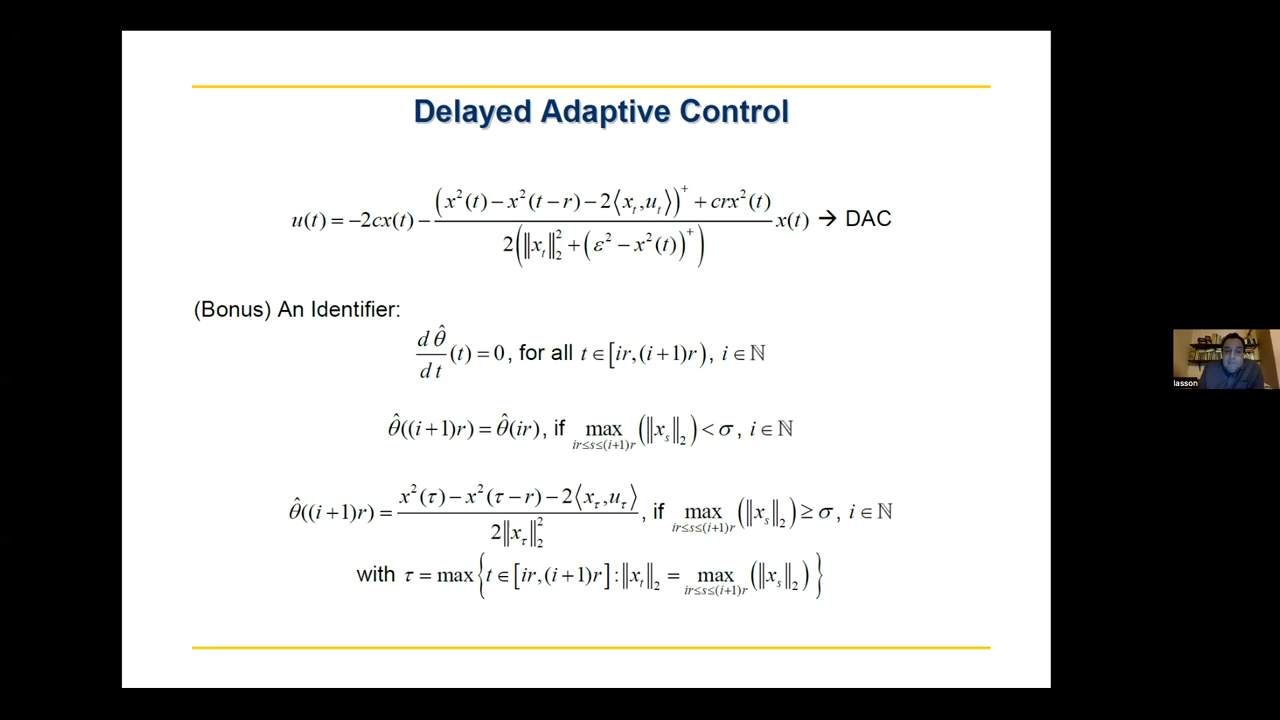 Delayed Adaptive Control
u(t) = −2cx(t) − (x²(t) − x²(t−r) − 2⟨x_t, u_t⟩)⁺ + crx²(t) / 2(‖x_t‖₂² + (ε² − x²(t))⁺) x(t) → DAC
(Bonus) An Identifier:
dθ̂/dt (t) = 0, for all t ∈ [ir, (i+1)r), i ∈ ℕ
θ̂((i+1)r) = θ̂(ir), if max_{ir≤s≤(i+1)r} (‖x_s‖₂) < σ, i ∈ ℕ
θ̂((i+1)r) = x²(τ) − x²(τ−r) − 2⟨x_τ, u_τ⟩ / 2‖x_τ‖₂², if max_{ir≤s≤(i+1)r} (‖x_s‖₂) ≥ σ, i ∈ ℕ
with τ = max{t ∈ [ir, (i+1)r] : ‖x_t‖₂ = max_{ir≤s≤(i+1)r} (‖x_s‖₂)}
lasson